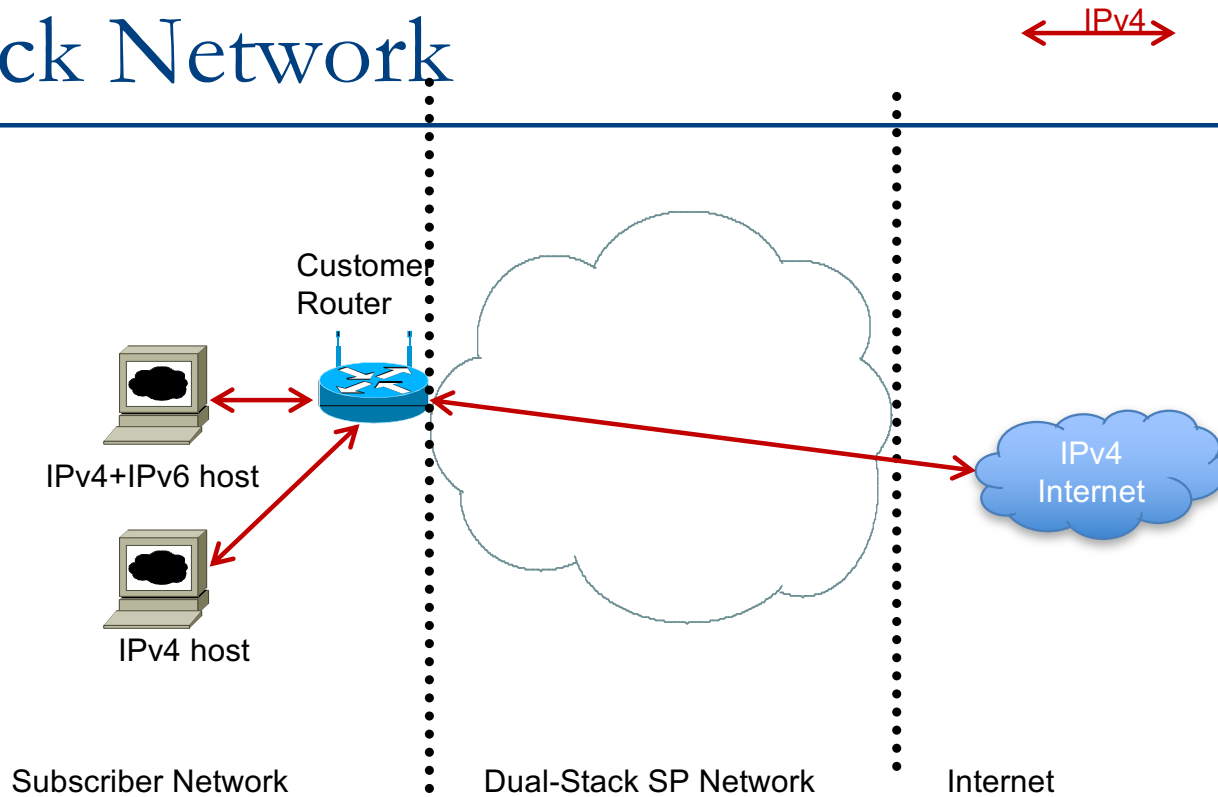 ck Network
IPv4
Customer
Router
IPv4+IPv6 host
IPv4 host
IPv4
Internet
Subscriber Network
Dual-Stack SP Network
Internet